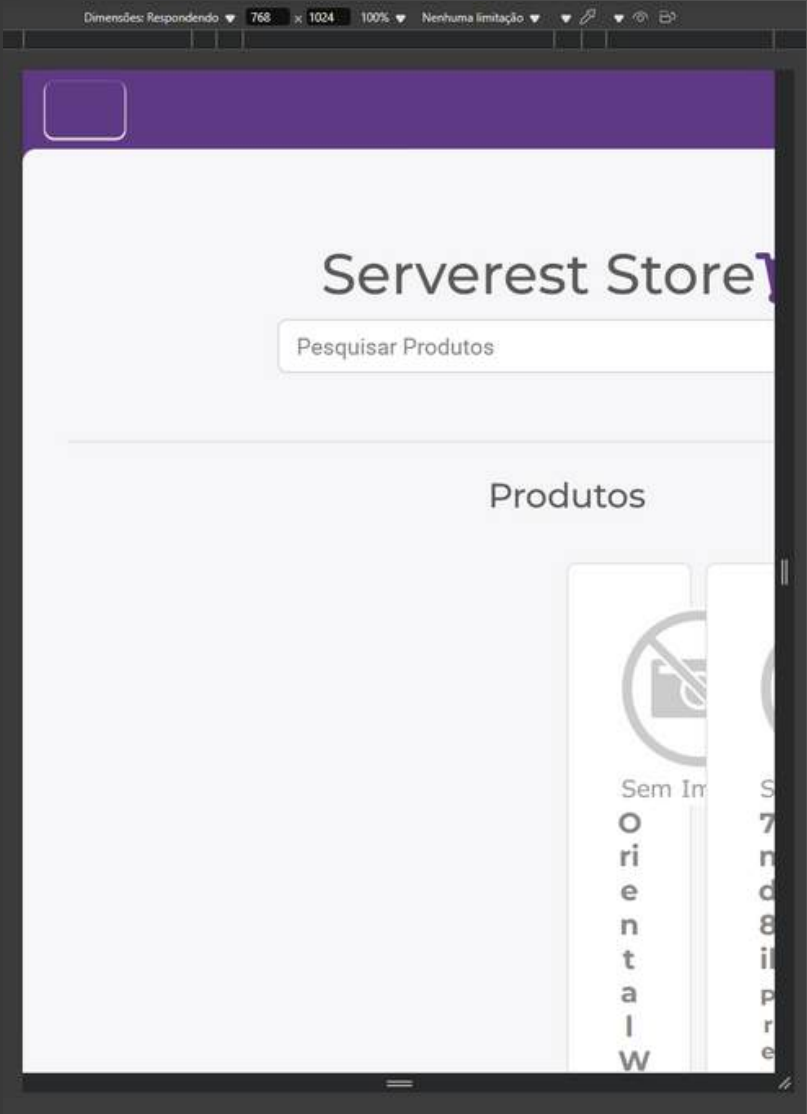 Dimensões: Respondendo 768 x 1024 100% Nenhuma limitação
Serverest Store
Pesquisar Produtos
Produtos
Sem Im S
O 7
ri n
e d
n 8
t il
a P
l r
W e